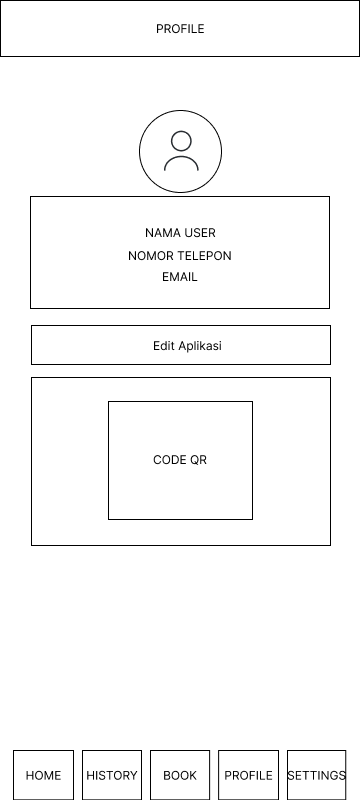 PROFILE
NAMA USER
NOMOR TELEPON
EMAIL
Edit Aplikasi
CODE QR
HOME
HISTORY
BOOK
PROFILE
SETTINGS